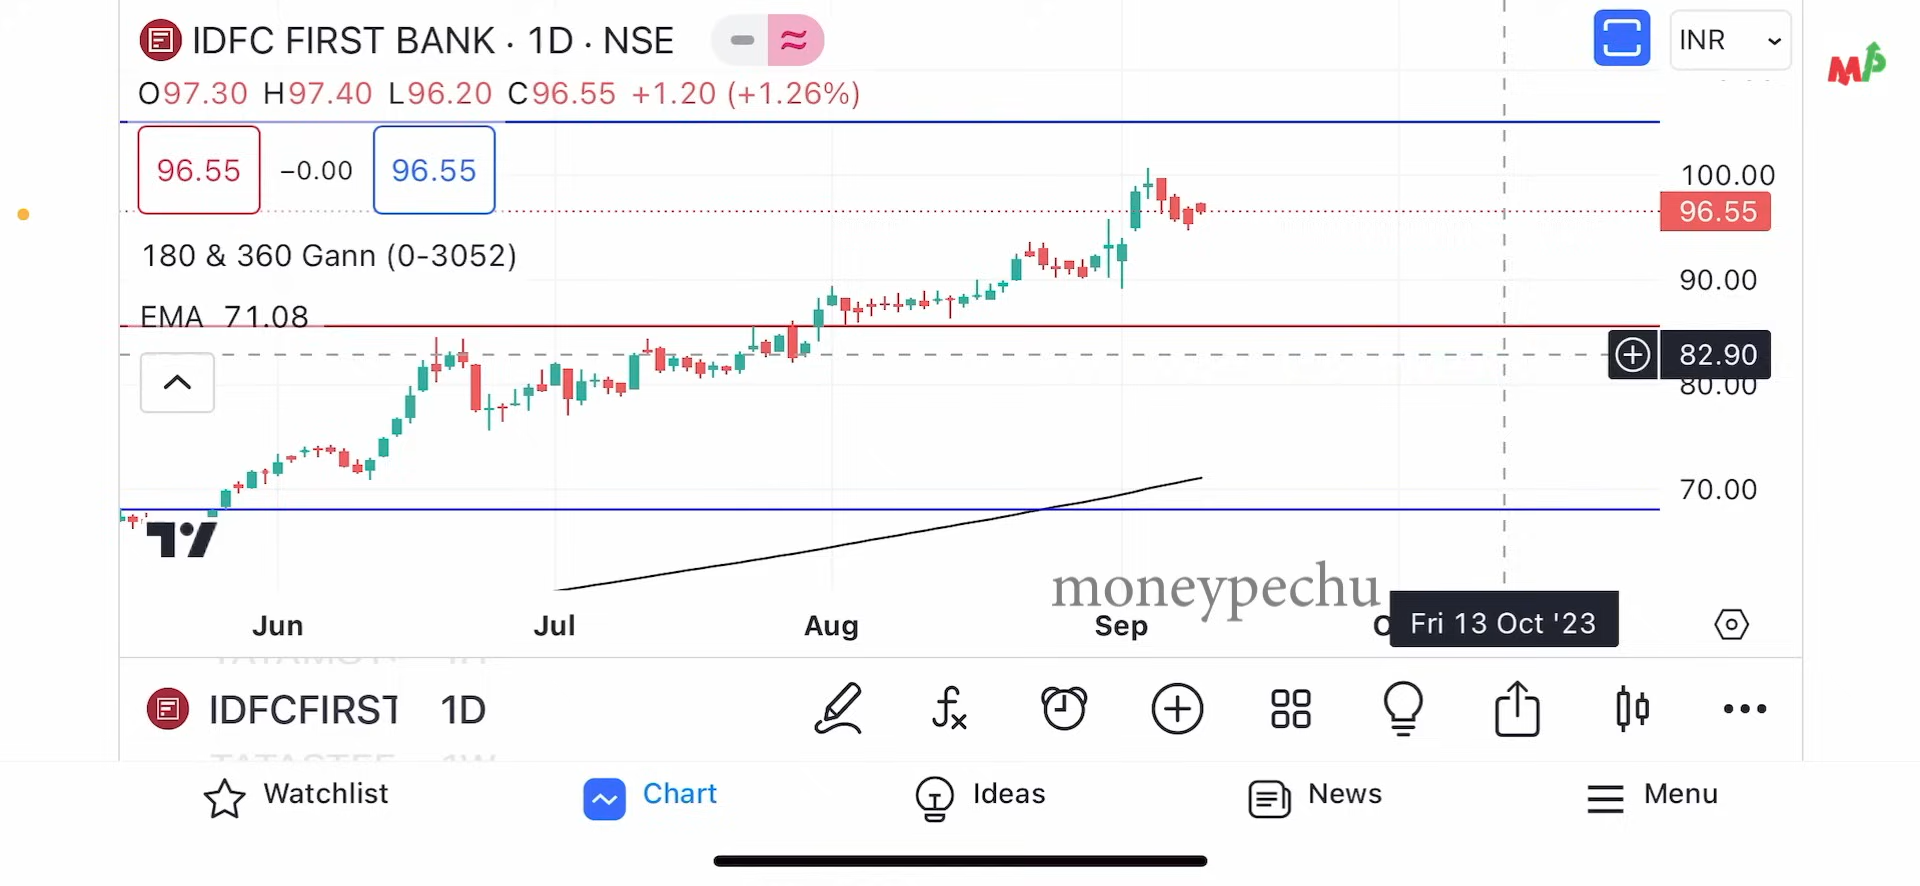 IDFC FIRST BANK · 1D · NSE
INR
MP
O97.30 H97.40 L96.20 C96.55 +1.20 (+1.26%)
96.55 −0.00 96.55
100.00
96.55
180 & 360 Gann (0-3052)
90.00
EMA 71.08
82.90
80.00
70.00
moneypechu
Jun Jul Aug Sep O Fri 13 Oct '23
IDFCFIRST 1D
Watchlist Chart Ideas News Menu